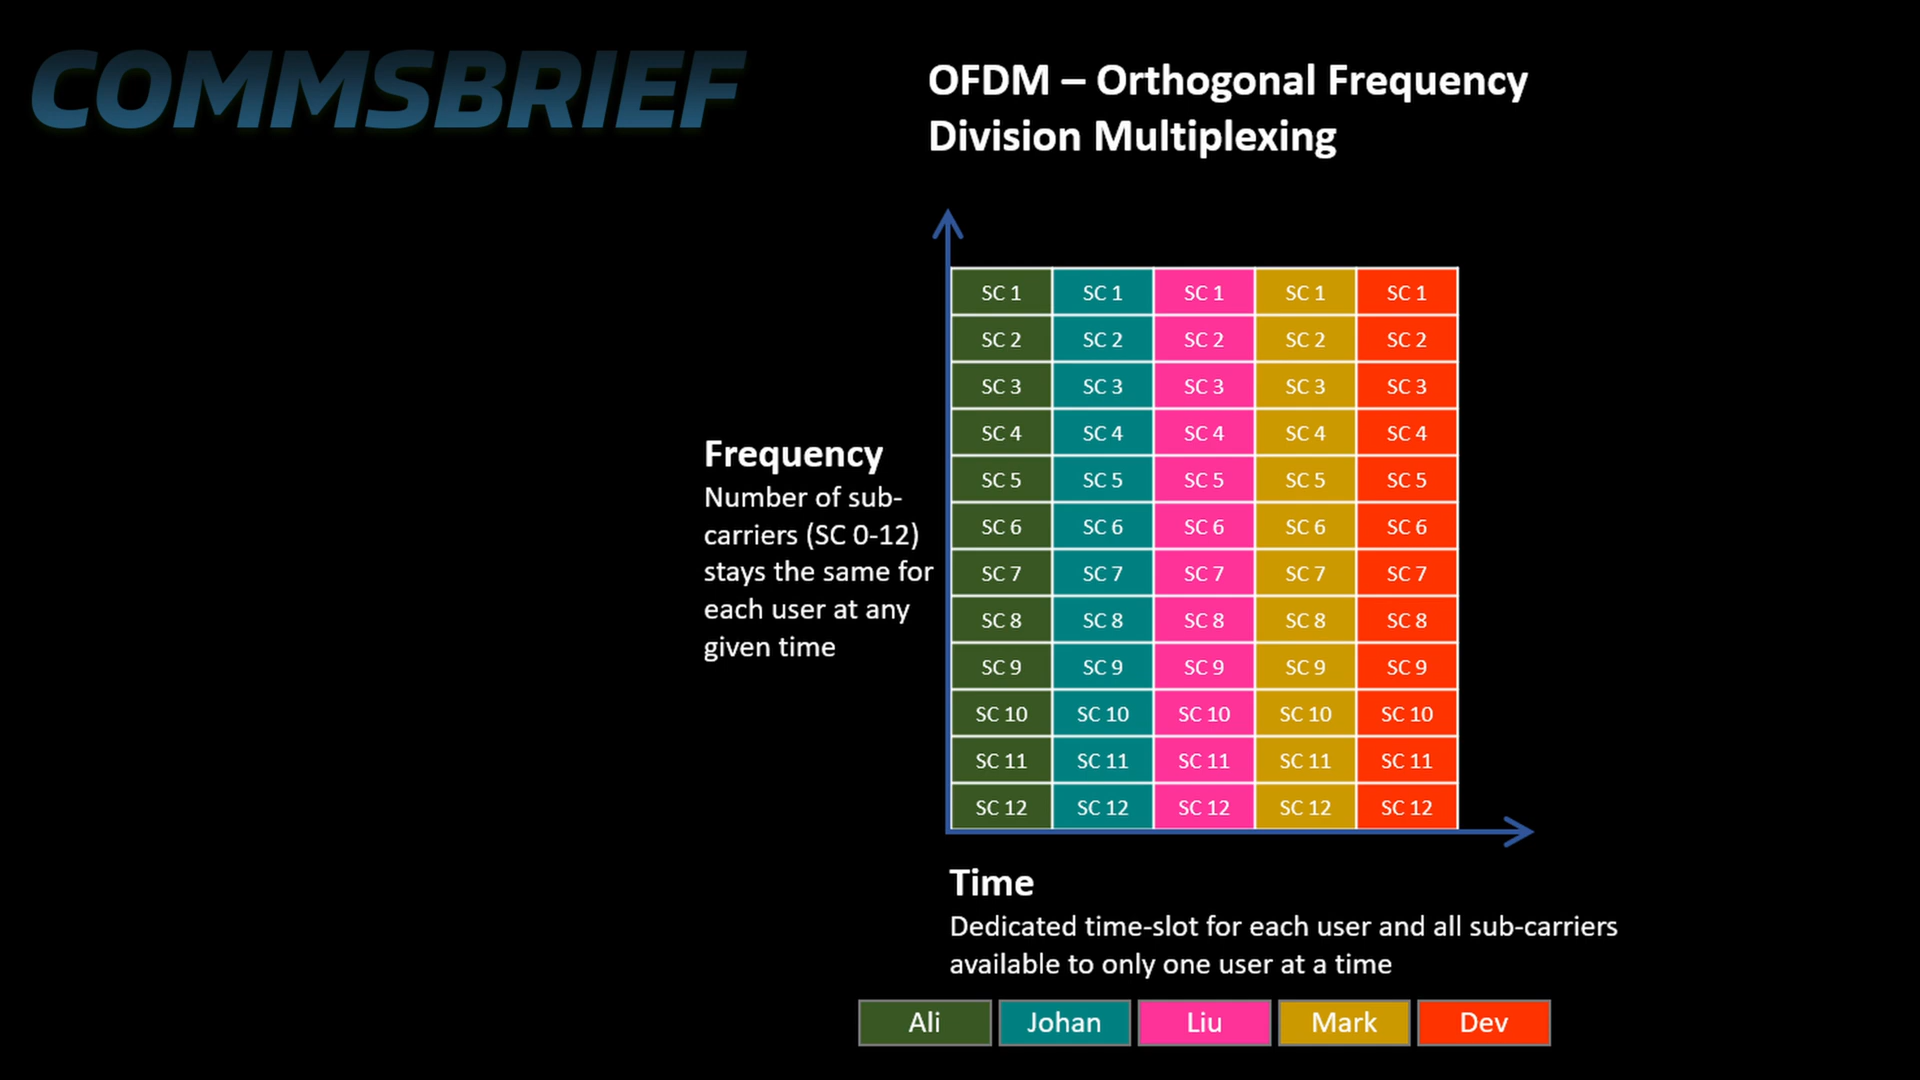 COMMSBRIEF
OFDM – Orthogonal Frequency
Division Multiplexing
Frequency
Number of sub-
carriers (SC 0-12)
stays the same for
each user at any
given time
SC 1 SC 1 SC 1 SC 1 SC 1
SC 2 SC 2 SC 2 SC 2 SC 2
SC 3 SC 3 SC 3 SC 3 SC 3
SC 4 SC 4 SC 4 SC 4 SC 4
SC 5 SC 5 SC 5 SC 5 SC 5
SC 6 SC 6 SC 6 SC 6 SC 6
SC 7 SC 7 SC 7 SC 7 SC 7
SC 8 SC 8 SC 8 SC 8 SC 8
SC 9 SC 9 SC 9 SC 9 SC 9
SC 10 SC 10 SC 10 SC 10 SC 10
SC 11 SC 11 SC 11 SC 11 SC 11
SC 12 SC 12 SC 12 SC 12 SC 12
Time
Dedicated time-slot for each user and all sub-carriers
available to only one user at a time
Ali Johan Liu Mark Dev